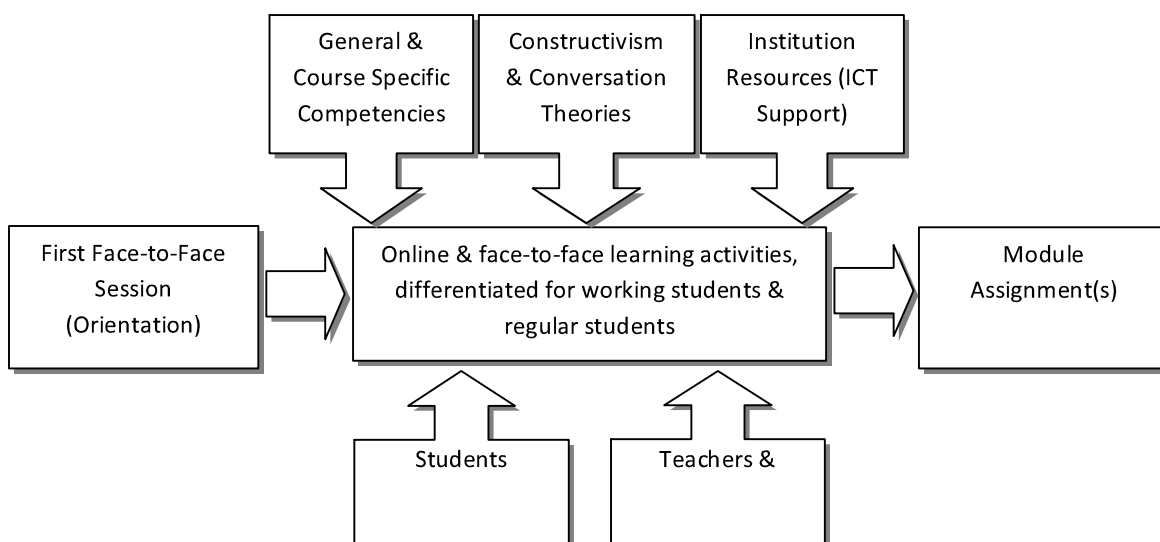 General &
Course Specific
Competencies
Constructivism
& Conversation
Theories
Institution
Resources (ICT
Support)
First Face-to-Face
Session
(Orientation)
Online & face-to-face learning activities,
differentiated for working students &
regular students
Module
Assignment(s)
Students
Teachers &